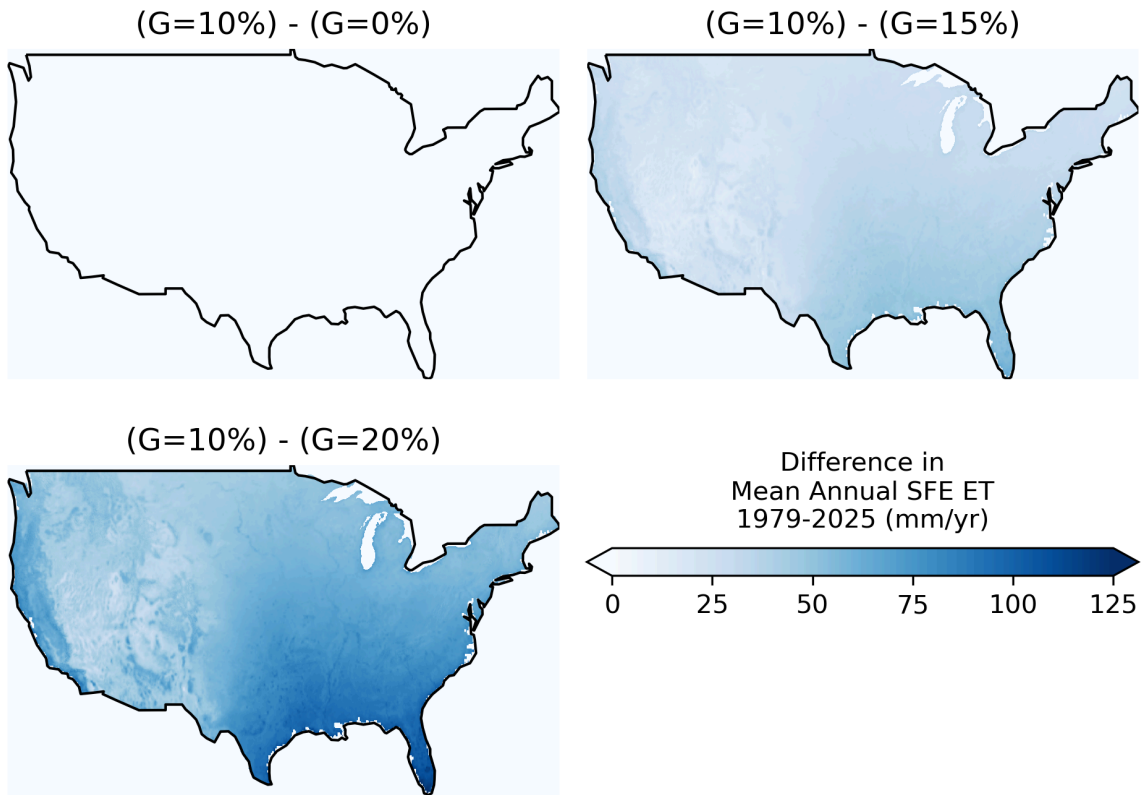 (G=10%) - (G=0%)
(G=10%) - (G=15%)
(G=10%) - (G=20%)
Difference in
Mean Annual SFE ET
1979-2025 (mm/yr)
0 25 50 75 100 125